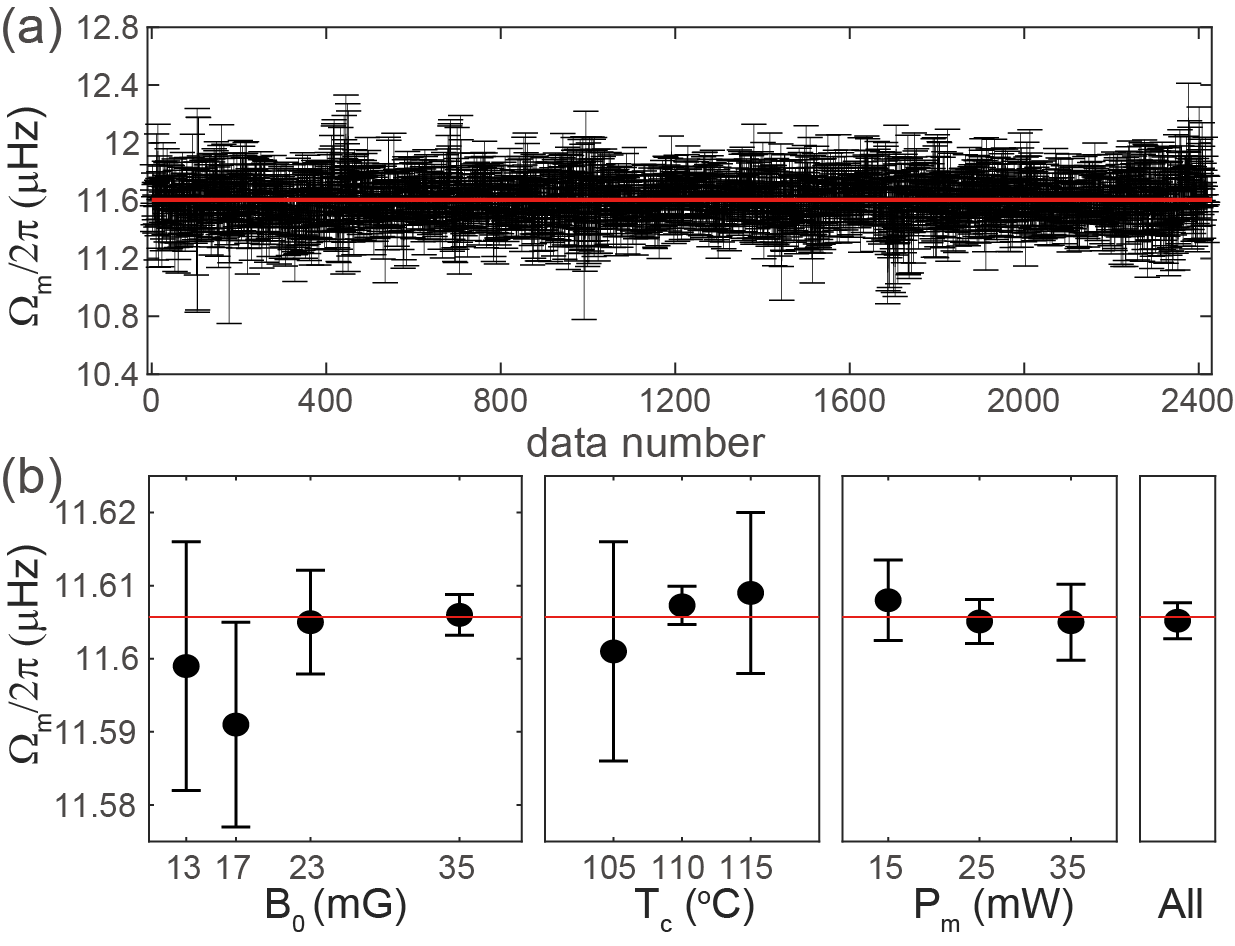 (a)
Ωm/2π (μHz)
12.8
12.4
12
11.6
11.2
10.8
10.4
0 400 800 1200 1600 2000 2400
data number
(b)
Ωm/2π (μHz)
11.62
11.61
11.6
11.59
11.58
13 17 23 35 105 110 115 15 25 35
B0 (mG) Tc (oC) Pm (mW) All